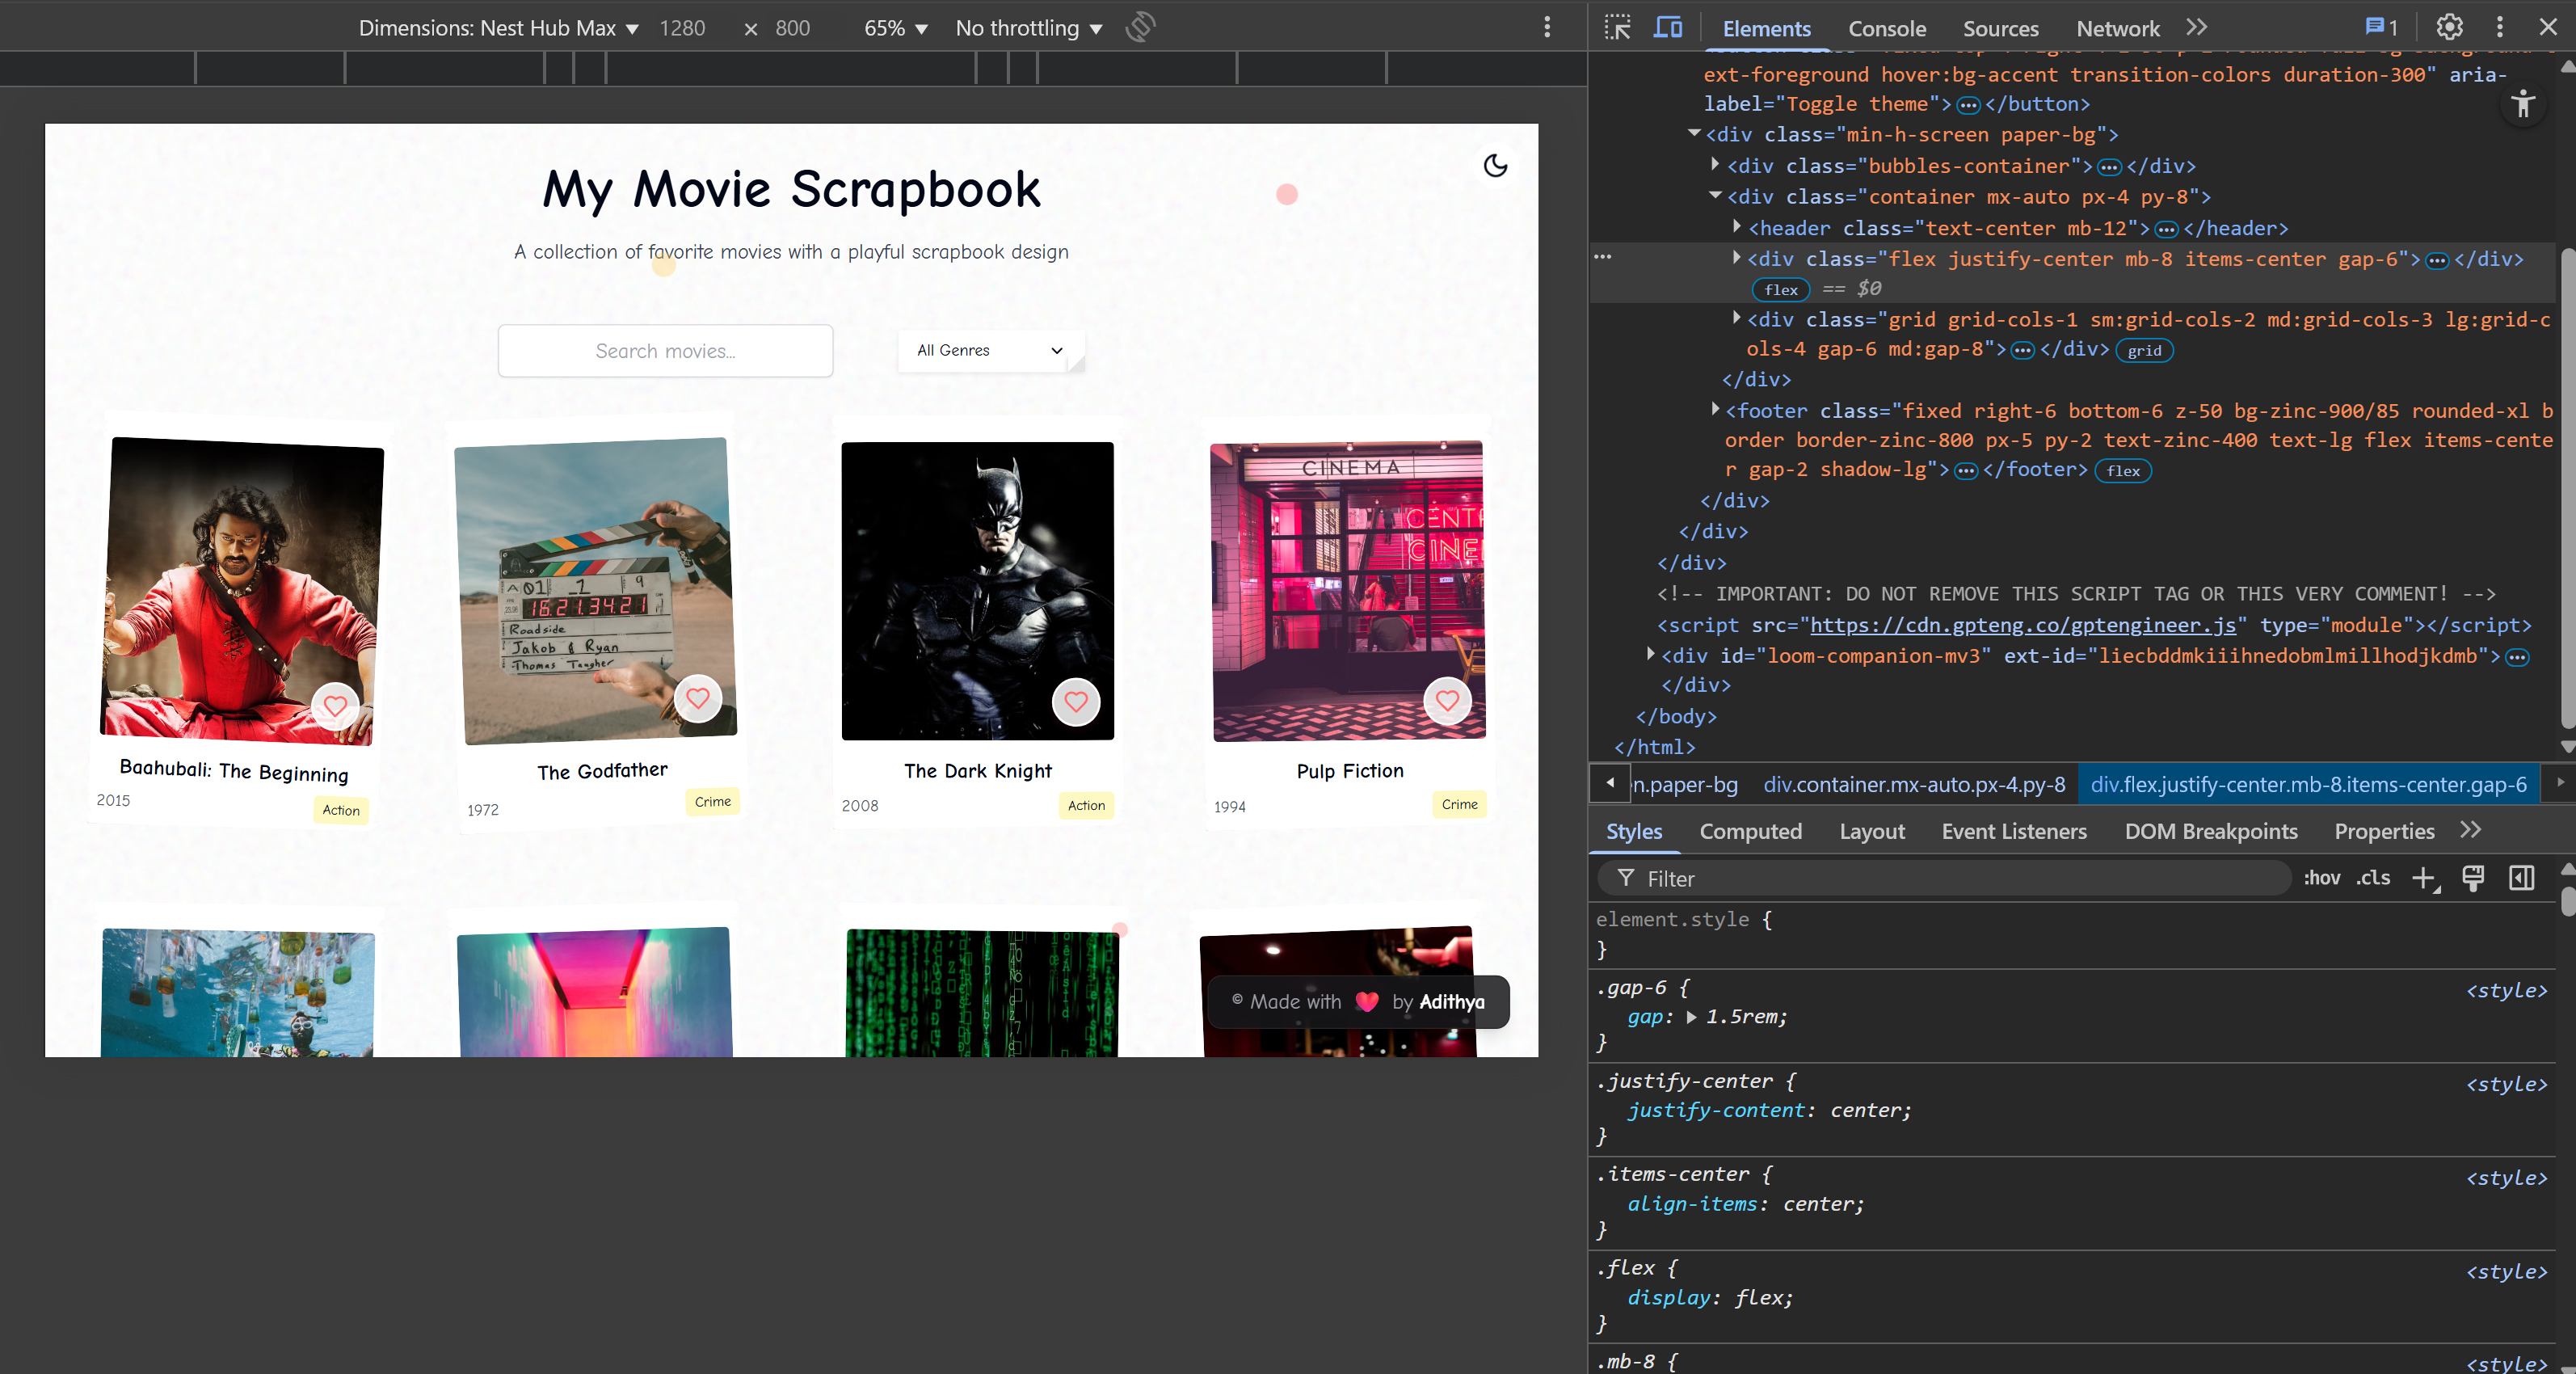 Dimensions: Nest Hub Max ▼ 1280 × 800 65% ▼ No throttling ▼
My Movie Scrapbook
A collection of favorite movies with a playful scrapbook design
Search movies...
All Genres
CINEMA
CENT
CINE
01 1 9
16:21:34:21
Roadside
Jakob & Ryan
Thomas Taugher
Baahubali: The Beginning
2015
Action
The Godfather
1972
Crime
The Dark Knight
2008
Action
Pulp Fiction
1994
Crime
© Made with ❤ by Adithya
Elements Console Sources Network 1
ext-foreground hover:bg-accent transition-colors duration-300" aria-
label="Toggle theme">…</button>
<div class="min-h-screen paper-bg">
<div class="bubbles-container">…</div>
<div class="container mx-auto px-4 py-8">
<header class="text-center mb-12">…</header>
<div class="flex justify-center mb-8 items-center gap-6">…</div>
flex == $0
<div class="grid grid-cols-1 sm:grid-cols-2 md:grid-cols-3 lg:grid-c
ols-4 gap-6 md:gap-8">…</div> grid
</div>
<footer class="fixed right-6 bottom-6 z-50 bg-zinc-900/85 rounded-xl b
order border-zinc-800 px-5 py-2 text-zinc-400 text-lg flex items-cente
r gap-2 shadow-lg">…</footer> flex
</div>
</div>
</div>
<!-- IMPORTANT: DO NOT REMOVE THIS SCRIPT TAG OR THIS VERY COMMENT! -->
<script src="https://cdn.gpteng.co/gptengineer.js" type="module"></script>
<div id="loom-companion-mv3" ext-id="liecbddmkiiihnedobmlmillhodjkdmb">…
</div>
</body>
</html>
n.paper-bg div.container.mx-auto.px-4.py-8 div.flex.justify-center.mb-8.items-center.gap-6
Styles Computed Layout Event Listeners DOM Breakpoints Properties
Filter :hov .cls
element.style {
}
.gap-6 { <style>
gap: ▶ 1.5rem;
}
.justify-center { <style>
justify-content: center;
}
.items-center { <style>
align-items: center;
}
.flex { <style>
display: flex;
}
.mb-8 { <style>